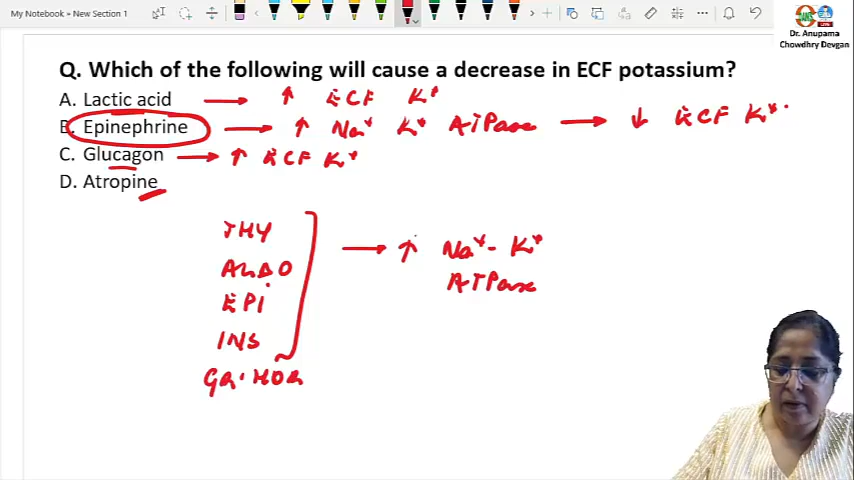 My Notebook » New Section 1
Dr. Anupama
Chowdhry Devgan
Q. Which of the following will cause a decrease in ECF potassium?
A. Lactic acid → ↑ ECF K⁺
B. Epinephrine → ↑ Na⁺ K⁺ ATPase → ↓ ECF K⁺.
C. Glucagon → ↑ ECF K⁺
D. Atropine
THY
ALDO
EPI
INS
GR. HOR
→ ↑ Na⁺ - K⁺
ATPase